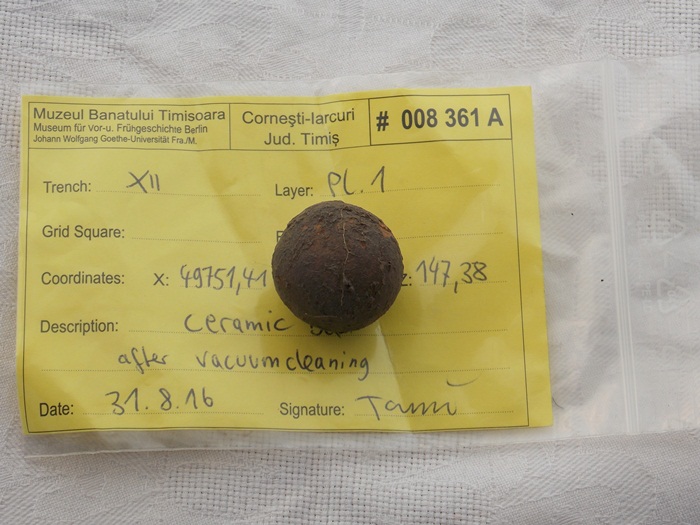 Muzeul Banatului Timisoara
Museum für Vor-u. Frühgeschichte Berlin
Johann Wolfgang Goethe-Universität Fra./M.
Corneşti-Iarcuri
Jud. Timiş
# 008 361 A
Trench: XII Layer: Pl. 1
Grid Square:
Coordinates: X: 49751,41 Z: 147,38
Description: ceramic
after vacuumcleaning
Date: 31.8.16 Signature: